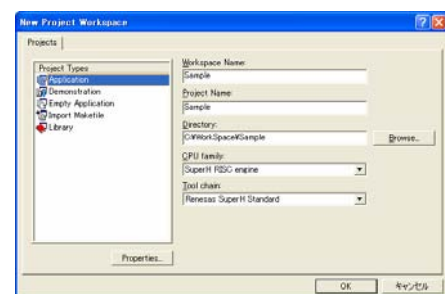 New Project Workspace
Projects
Project Types
Application
Demonstration
Empty Application
Import Makefile
Library
Properties...
Workspace Name:
Sample
Project Name:
Sample
Directory:
C:¥WorkSpace¥Sample
Browse...
CPU family:
SuperH RISC engine
Tool chain:
Renesas SuperH Standard
OK
キャンセル